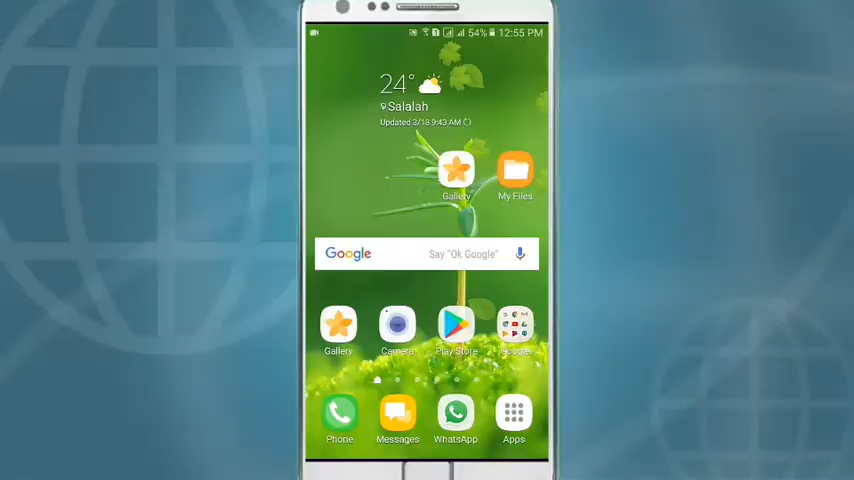 54% 12:55 PM
24°
Salalah
Updated 3/18 9:43 AM
Gallery
My Files
Google Say "Ok Google"
Gallery Camera Play Store Google
Phone Messages WhatsApp Apps